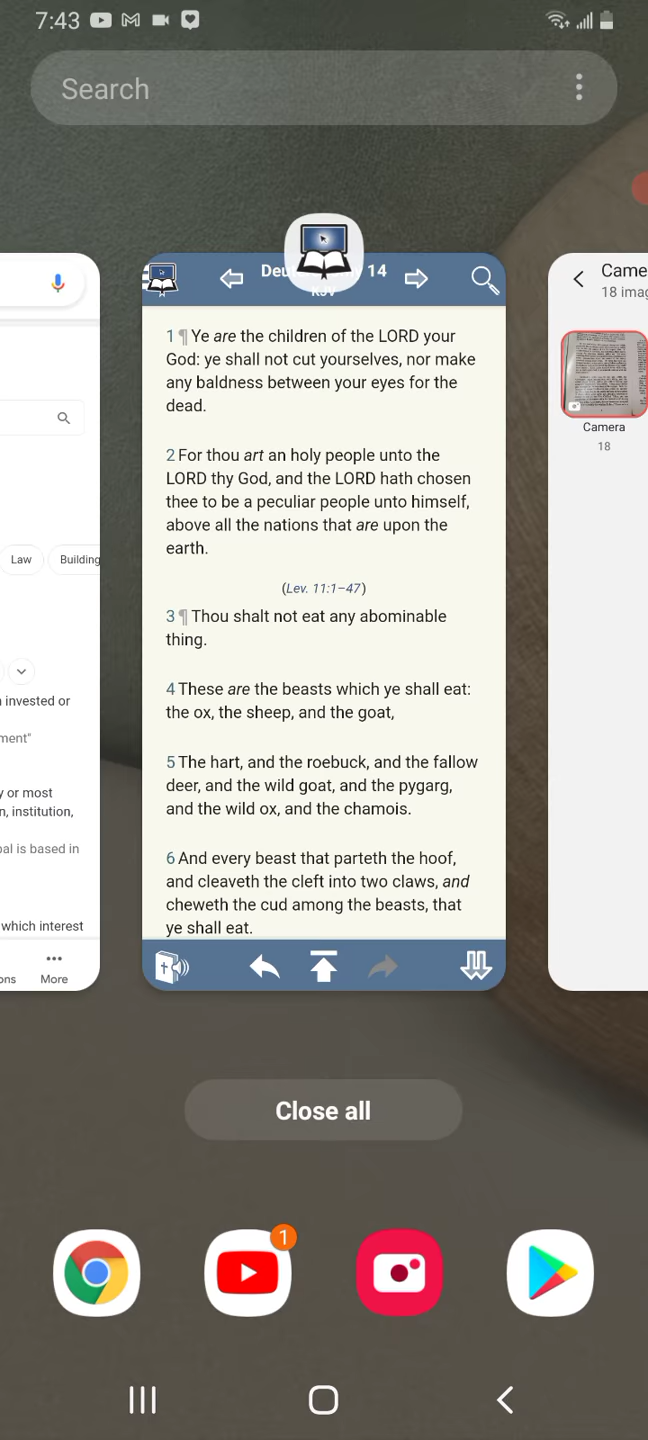 7:43
Search
Deu 14
KJV
1 ¶ Ye are the children of the LORD your
God: ye shall not cut yourselves, nor make
any baldness between your eyes for the
dead.
2 For thou art an holy people unto the
LORD thy God, and the LORD hath chosen
thee to be a peculiar people unto himself,
above all the nations that are upon the
earth.
(Lev. 11:1–47)
3 ¶ Thou shalt not eat any abominable
thing.
4 These are the beasts which ye shall eat:
the ox, the sheep, and the goat,
5 The hart, and the roebuck, and the fallow
deer, and the wild goat, and the pygarg,
and the wild ox, and the chamois.
6 And every beast that parteth the hoof,
and cleaveth the cleft into two claws, and
cheweth the cud among the beasts, that
ye shall eat.
Law
Building
invested or
ment"
y or most
n, institution,
pal is based in
which interest
ons
More
Came
18 imag
Camera
18
Close all
1